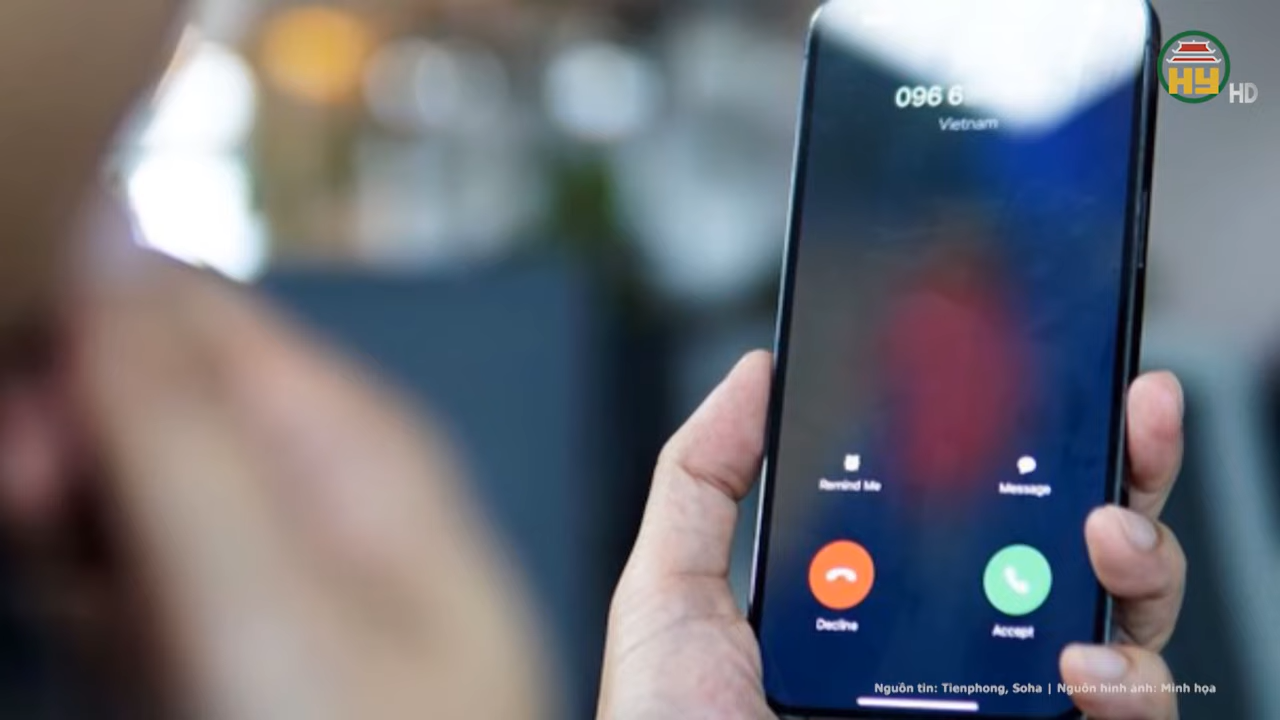 HY
HD
096 6
Vietnam
Remind Me
Message
Decline
Accept
Nguồn tin: Tienphong, Soha | Nguồn hình ảnh: Minh họa